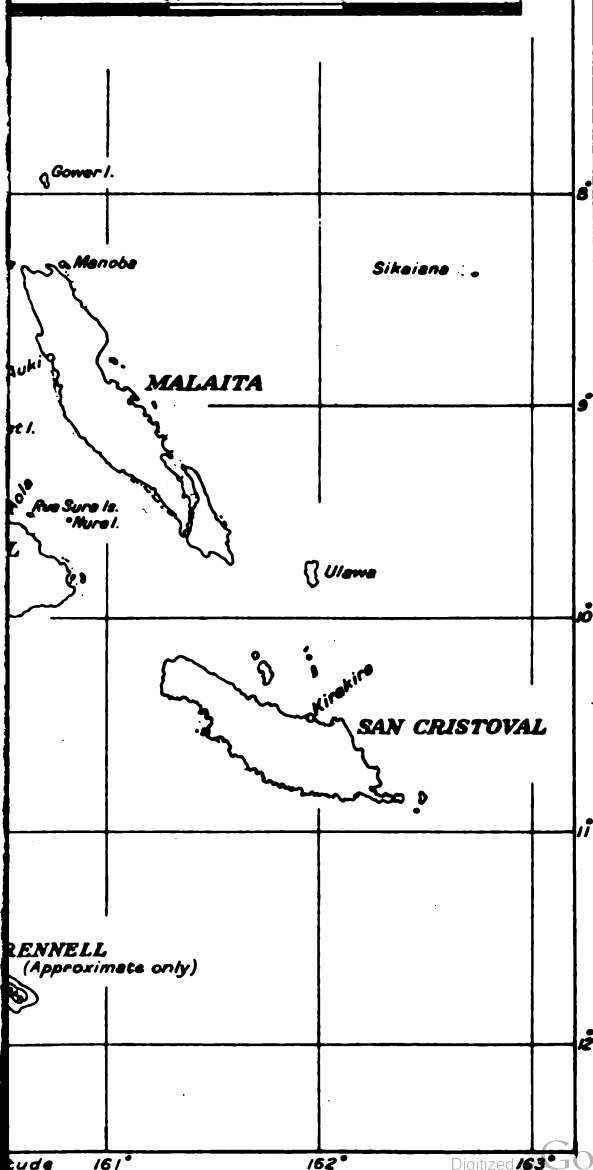 Gower I.
8°
Manoba
Sikaiana
Auki
MALAITA
9°
Rua Sura Is.
Nura I.
Ulawa
10°
Kirakira
SAN CRISTOVAL
11°
RENNELL
(Approximate only)
12°
161°
162°
163°
Digitized